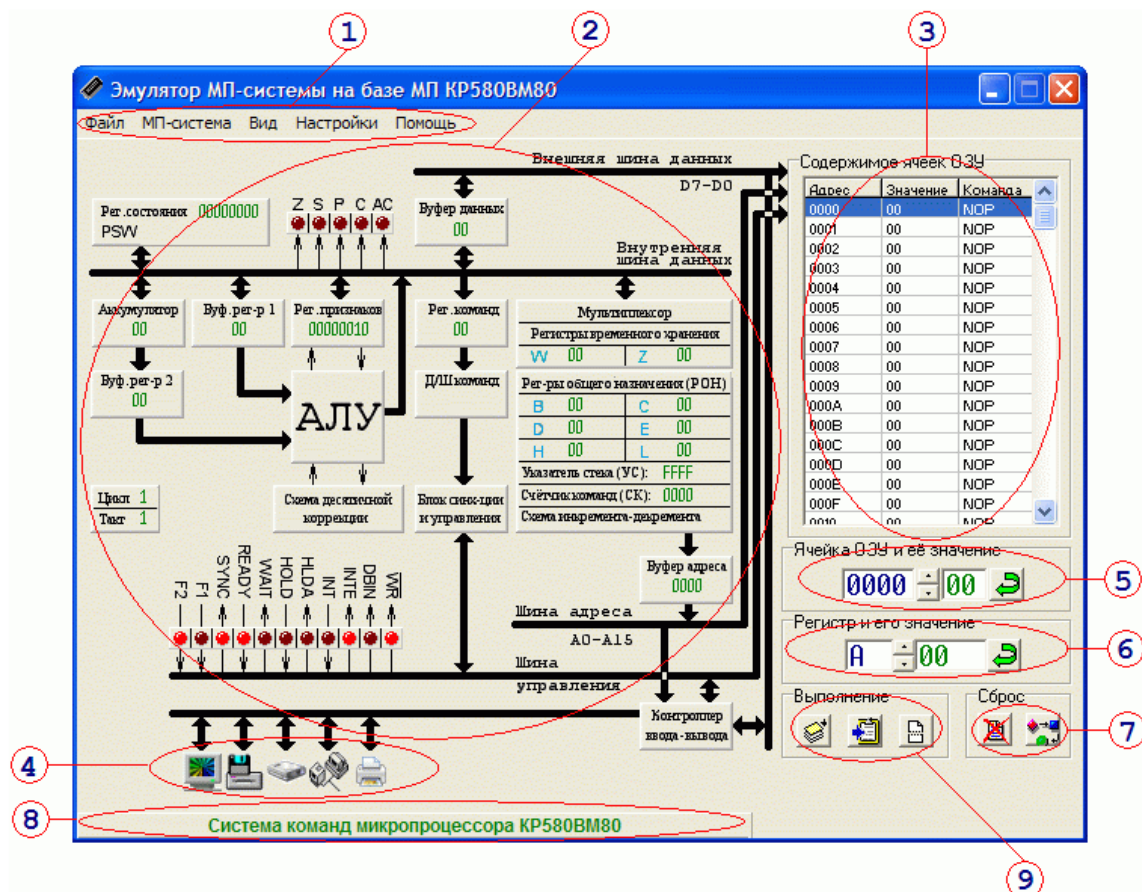 1 2 3
Эмулятор МП-системы на базе МП КР580ВМ80
Файл МП-система Вид Настройки Помощь
Внешняя шина данных
D7-D0
Рег.состояния 00000000
PSW
Z S P C AC
Буфер данных
00
Внутренняя
шина данных
Аккумулятор
00
Буф.рег-р 1
00
Рег.признаков
00000010
Рег.команд
00
Мультиплексор
Регистры временного хранения
W 00 Z 00
Буф.рег-р 2
00
АЛУ
Д/Ш команд
Рег-ры общего назначения (РОН)
B 00 C 00
D 00 E 00
H 00 L 00
Указатель стека (УС): FFFF
Счётчик команд (СК): 0000
Схема инкремента-декремента
Цикл 1
Такт 1
Схема десятичной
коррекции
Блок синх-ции
и управления
Буфер адреса
0000
F2 F1 SYNC READY WAIT HOLD HLDA INT INTE DBIN WR
Шина адреса
A0-A15
Шина
управления
Контроллер
ввода-вывода
Содержимое ячеек ОЗУ
Адрес Значение Команда
0000 00 NOP
0001 00 NOP
0002 00 NOP
0003 00 NOP
0004 00 NOP
0005 00 NOP
0006 00 NOP
0007 00 NOP
0008 00 NOP
0009 00 NOP
000A 00 NOP
000B 00 NOP
000C 00 NOP
000D 00 NOP
000E 00 NOP
000F 00 NOP
0010 00 NOP
Ячейка ОЗУ и её значение
0000 00
5
Регистр и его значение
A 00
6
Выполнение
Сброс
7
4
8
Система команд микропроцессора КР580ВМ80
9